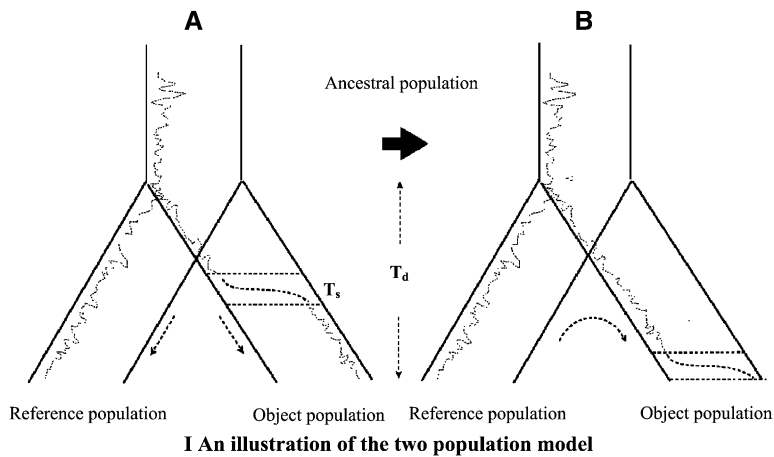 A
B
Ancestral population
Td
Ts
Reference population
Object population
Reference population
Object population
I An illustration of the two population model